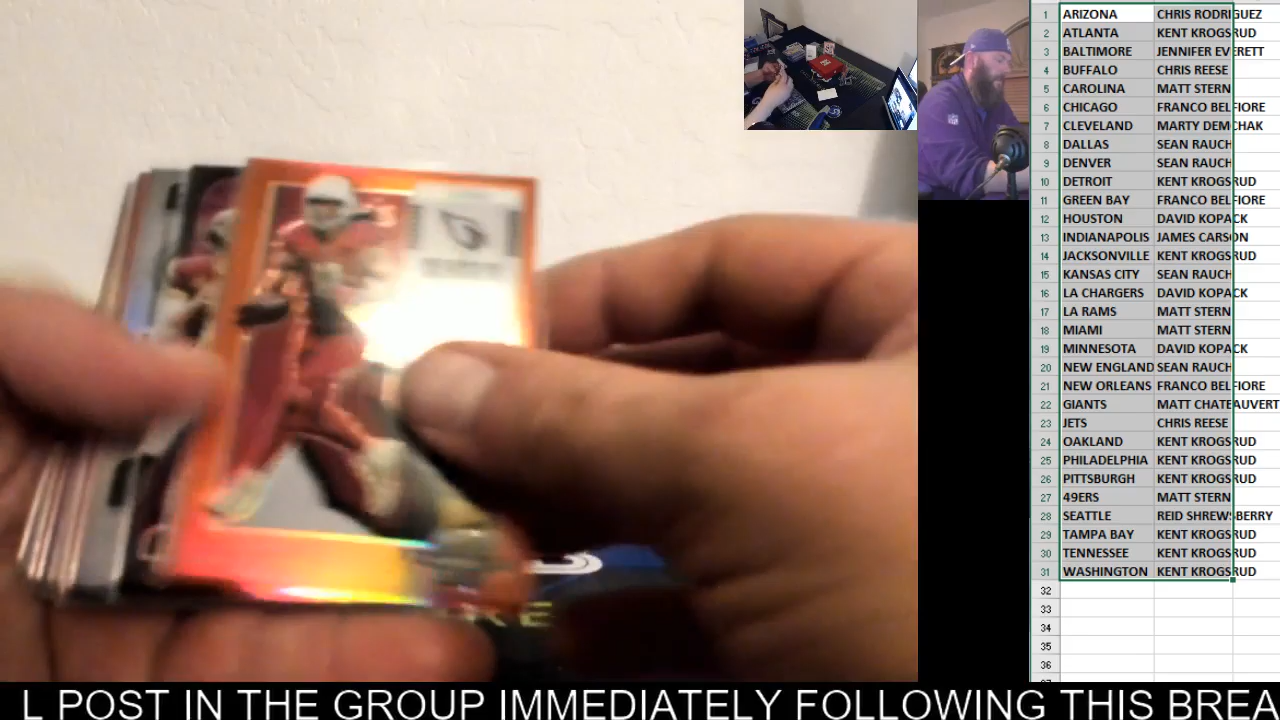 1 ARIZONA CHRIS RODRIGUEZ
2 ATLANTA KENT KROGSRUD
3 BALTIMORE JENNIFER EVERETT
4 BUFFALO CHRIS REESE
5 CAROLINA MATT STERN
6 CHICAGO FRANCO BELFIORE
7 CLEVELAND MARTY DEMCHAK
8 DALLAS SEAN RAUCH
9 DENVER SEAN RAUCH
10 DETROIT KENT KROGSRUD
11 GREEN BAY FRANCO BELFIORE
12 HOUSTON DAVID KOPACK
13 INDIANAPOLIS JAMES CARSON
14 JACKSONVILLE KENT KROGSRUD
15 KANSAS CITY SEAN RAUCH
16 LA CHARGERS DAVID KOPACK
17 LA RAMS MATT STERN
18 MIAMI MATT STERN
19 MINNESOTA DAVID KOPACK
20 NEW ENGLAND SEAN RAUCH
21 NEW ORLEANS FRANCO BELFIORE
22 GIANTS MATT CHATEAUVERT
23 JETS CHRIS REESE
24 OAKLAND KENT KROGSRUD
25 PHILADELPHIA KENT KROGSRUD
26 PITTSBURGH KENT KROGSRUD
27 49ERS MATT STERN
28 SEATTLE REID SHREWSBERRY
29 TAMPA BAY KENT KROGSRUD
30 TENNESSEE KENT KROGSRUD
31 WASHINGTON KENT KROGSRUD
32
33
34
35
36
L POST IN THE GROUP IMMEDIATELY FOLLOWING THIS BREA